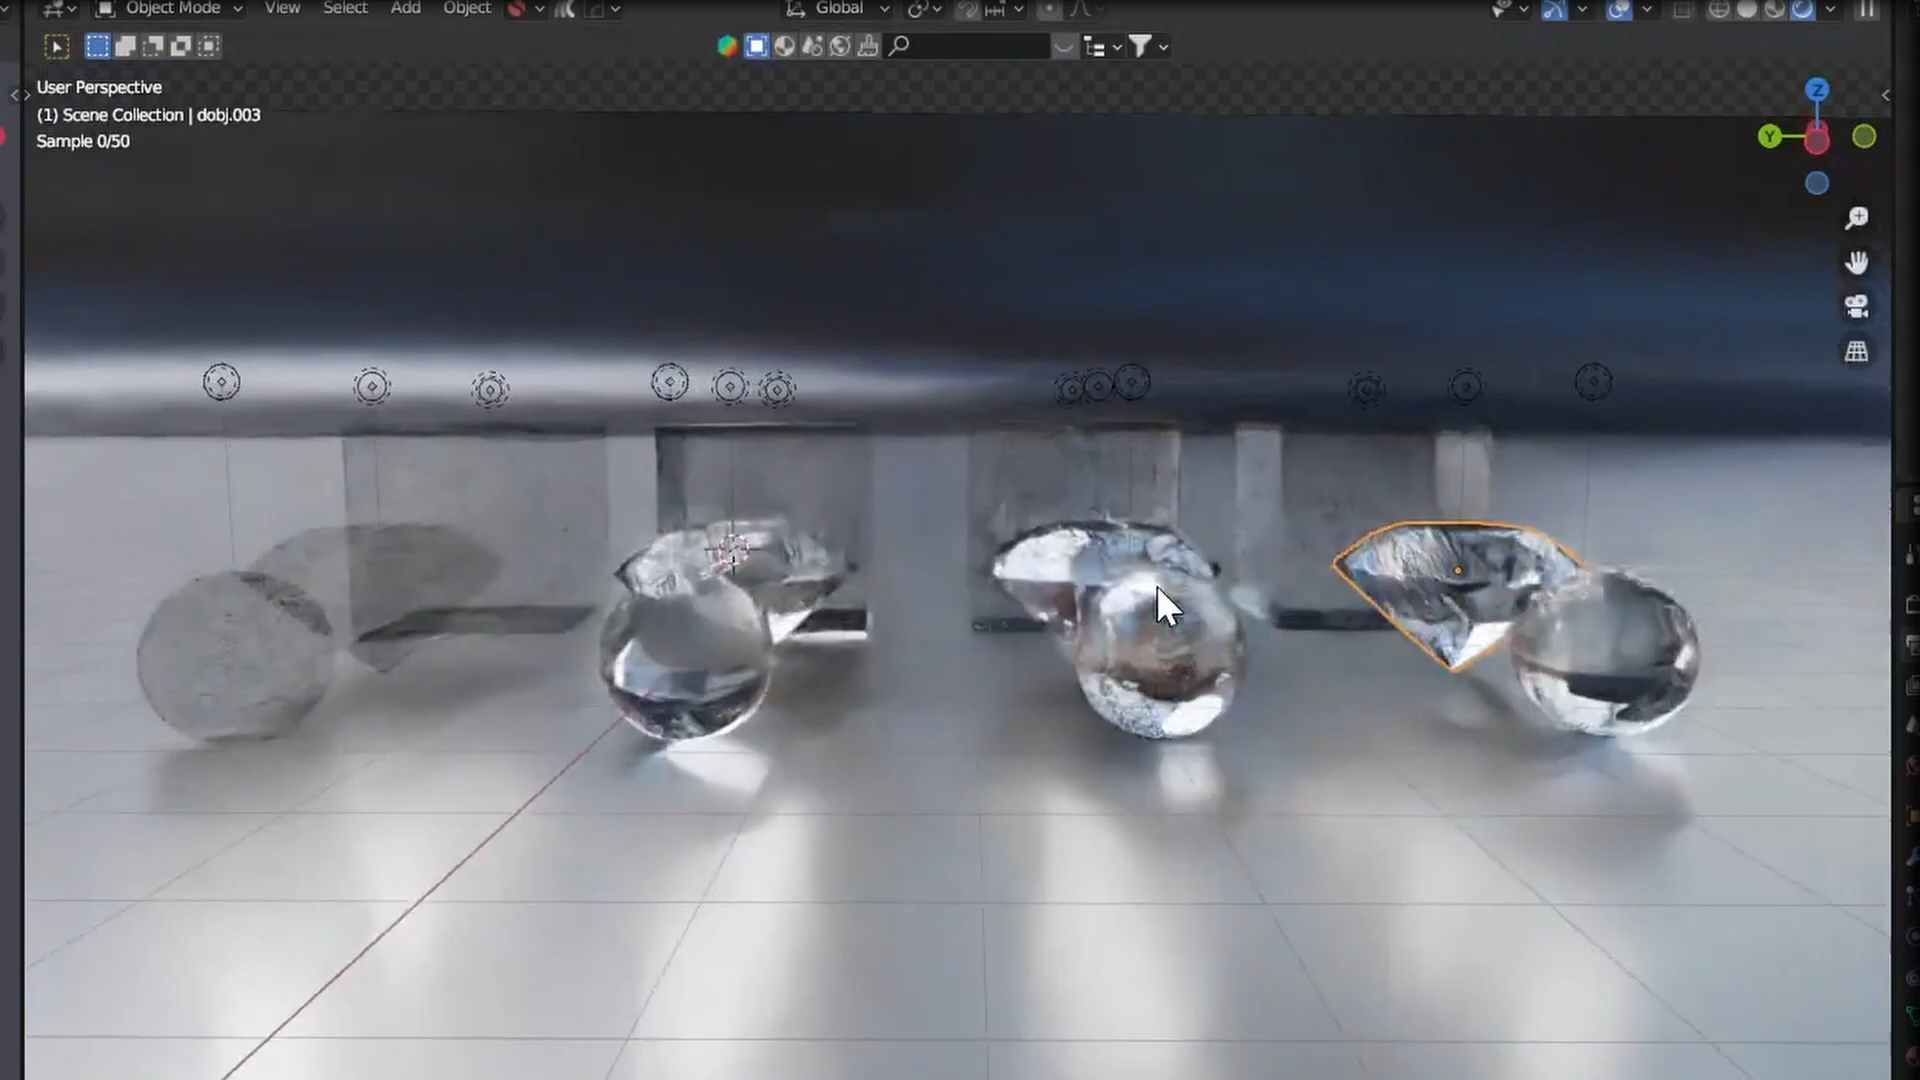 Object Mode View Select Add Object Global
User Perspective
(1) Scene Collection | dobj.003
Sample 0/50
Z
Y